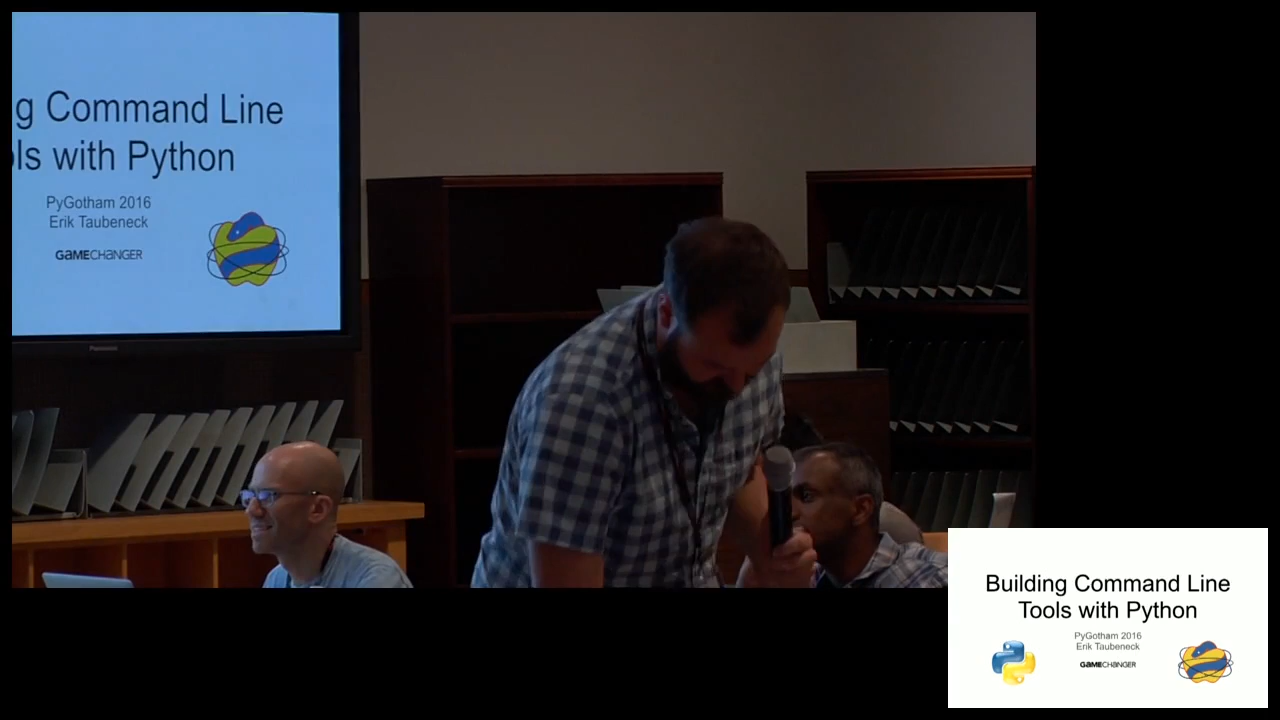 g Command Line
ols with Python
PyGotham 2016
Erik Taubeneck
GAMECHANGER
Panasonic
Building Command Line
Tools with Python
PyGotham 2016
Erik Taubeneck
GAMECHANGER